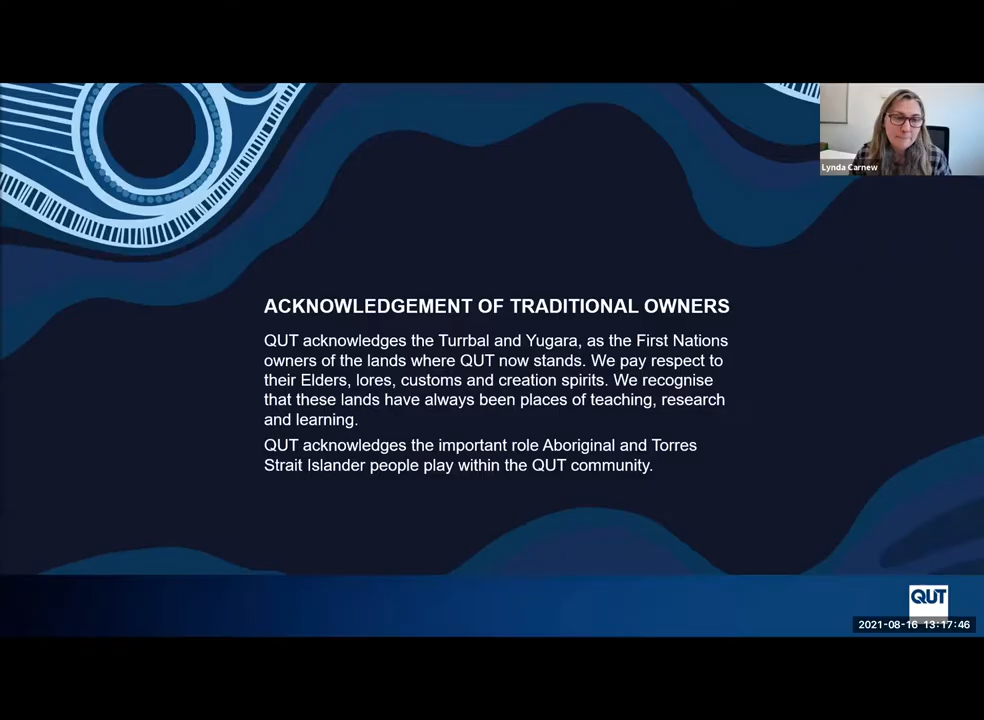 Lynda Carnew
ACKNOWLEDGEMENT OF TRADITIONAL OWNERS
QUT acknowledges the Turrbal and Yugara, as the First Nations
owners of the lands where QUT now stands. We pay respect to
their Elders, lores, customs and creation spirits. We recognise
that these lands have always been places of teaching, research
and learning.
QUT acknowledges the important role Aboriginal and Torres
Strait Islander people play within the QUT community.
QUT
2021-08-16 13:17:46